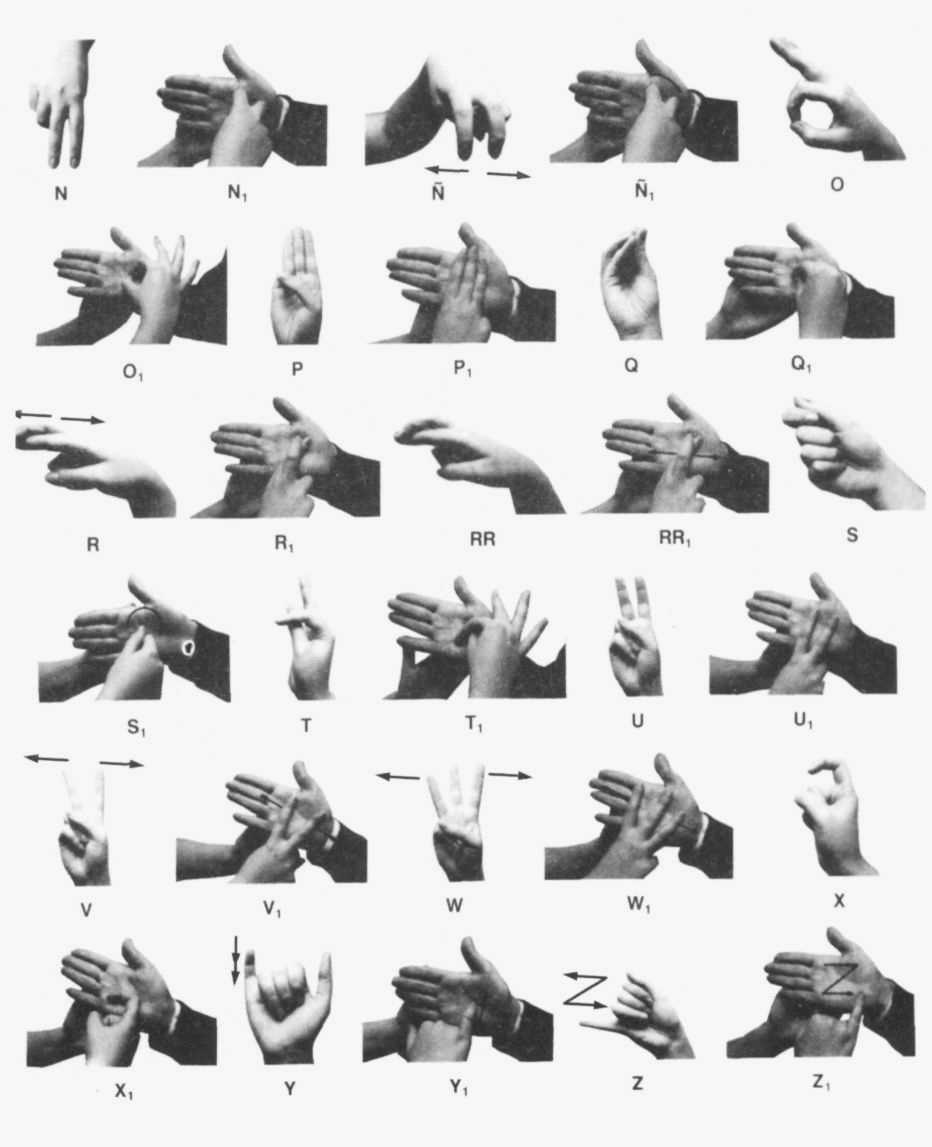 N N₁ Ñ Ñ₁ O
O₁ P P₁ Q Q₁
R R₁ RR RR₁ S
S₁ T T₁ U U₁
V V₁ W W₁ X
X₁ Y Y₁ Z Z₁